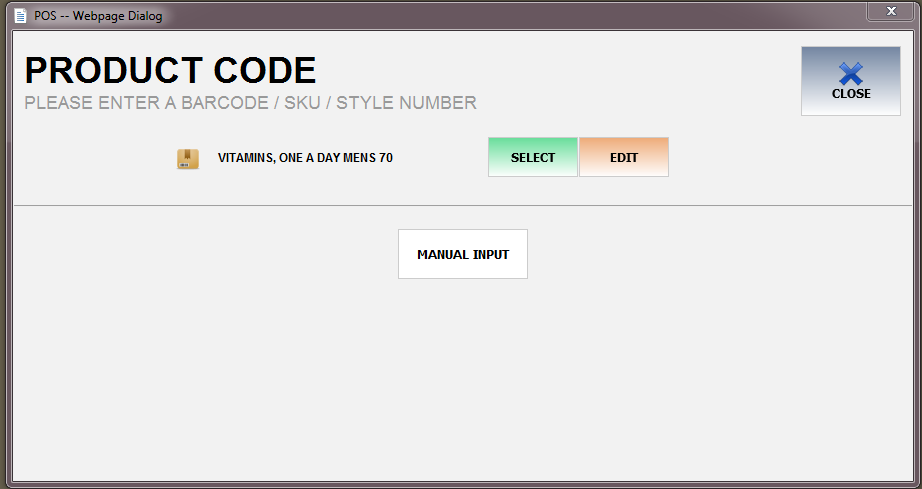 POS -- Webpage Dialog
PRODUCT CODE
PLEASE ENTER A BARCODE / SKU / STYLE NUMBER
CLOSE
VITAMINS, ONE A DAY MENS 70
SELECT
EDIT
MANUAL INPUT